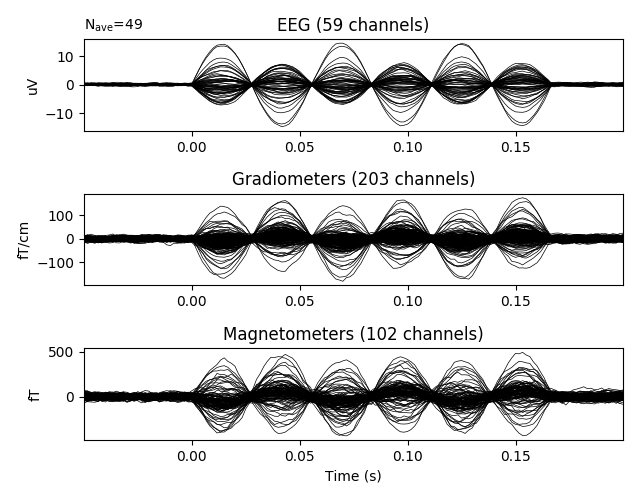 Nave=49
EEG (59 channels)
uV
10
0
−10
0.00 0.05 0.10 0.15
Gradiometers (203 channels)
fT/cm
100
0
−100
0.00 0.05 0.10 0.15
Magnetometers (102 channels)
fT
500
0
0.00 0.05 0.10 0.15
Time (s)